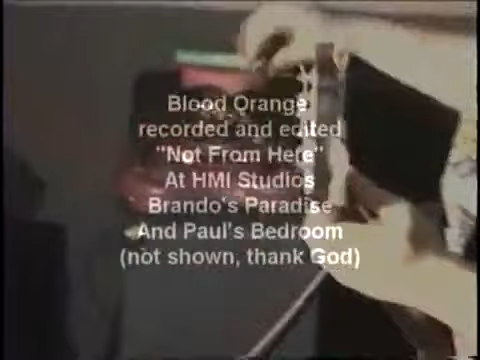 Blood Orange
recorded and edited
"Not From Here"
At HMI Studios
Brando's Paradise
And Paul's Bedroom
(not shown, thank God)